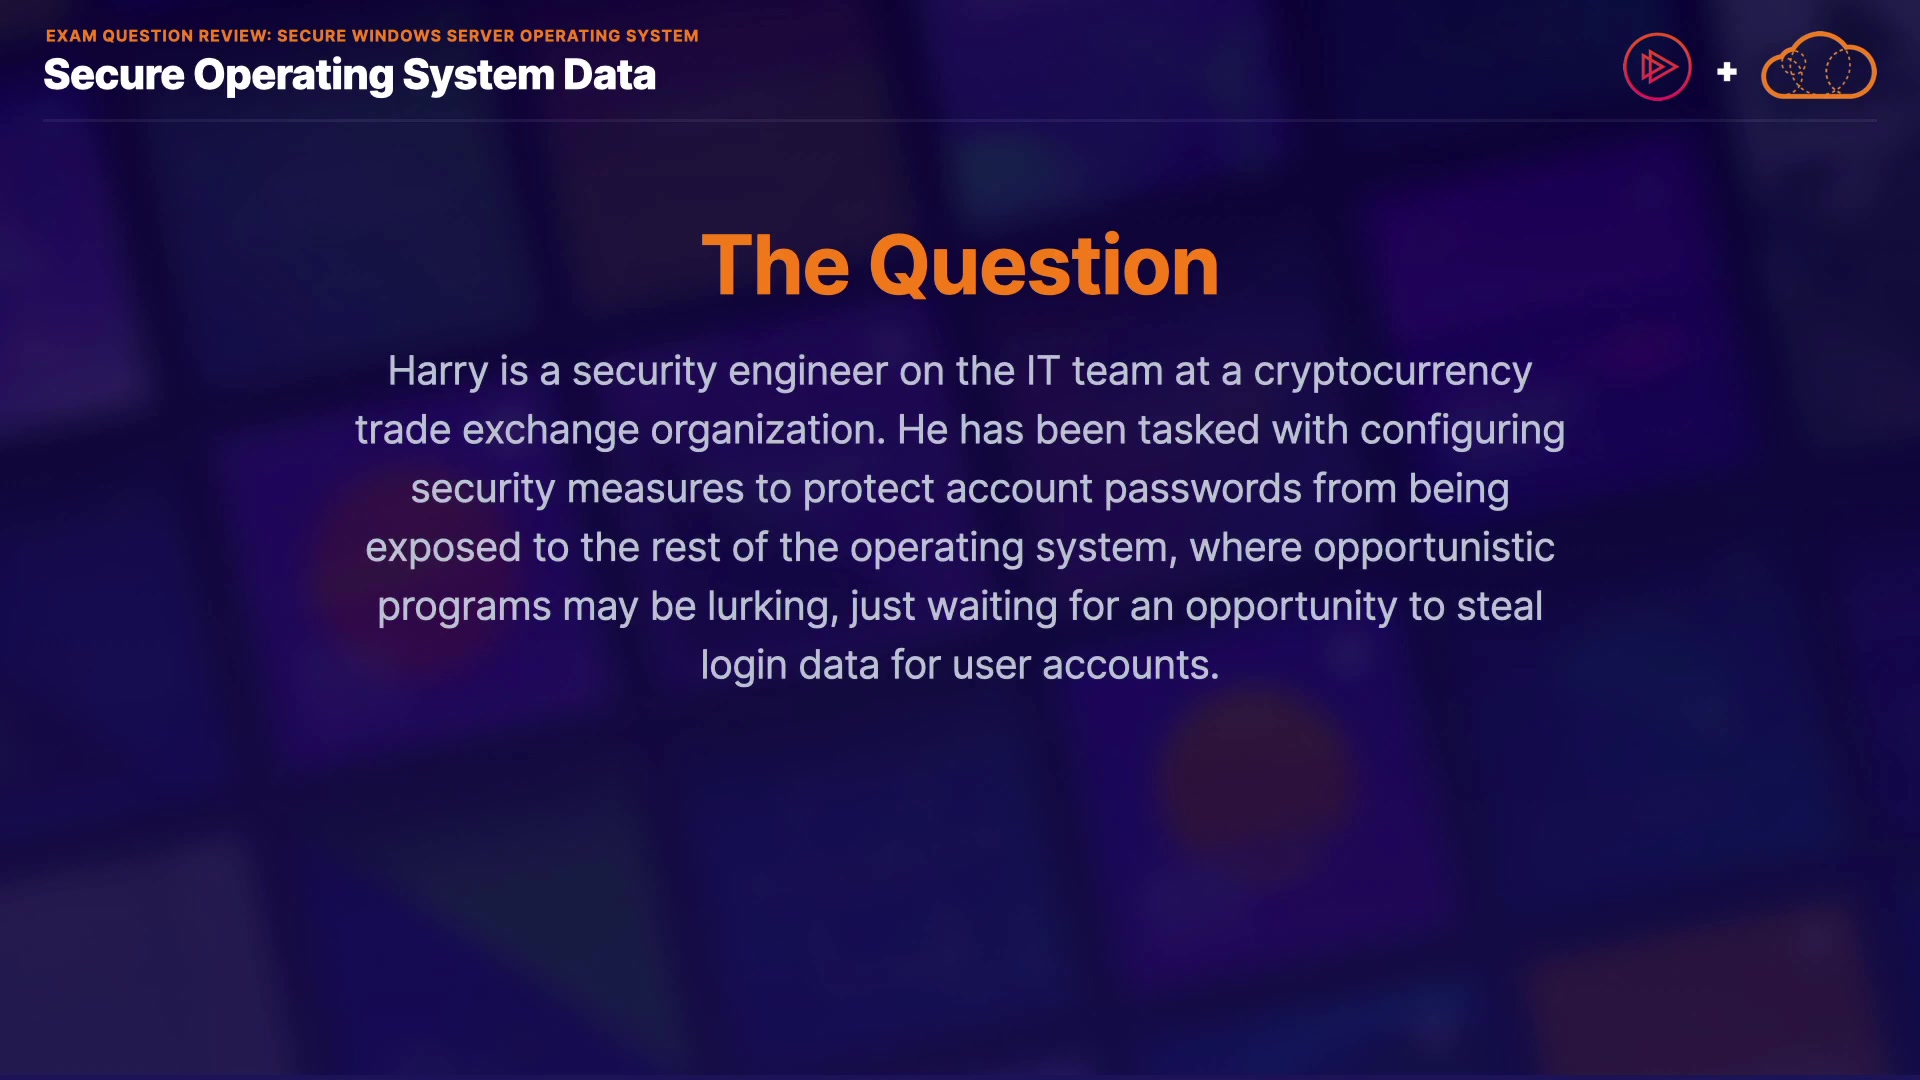 EXAM QUESTION REVIEW: SECURE WINDOWS SERVER OPERATING SYSTEM
Secure Operating System Data
+
The Question
Harry is a security engineer on the IT team at a cryptocurrency
trade exchange organization. He has been tasked with configuring
security measures to protect account passwords from being
exposed to the rest of the operating system, where opportunistic
programs may be lurking, just waiting for an opportunity to steal
login data for user accounts.